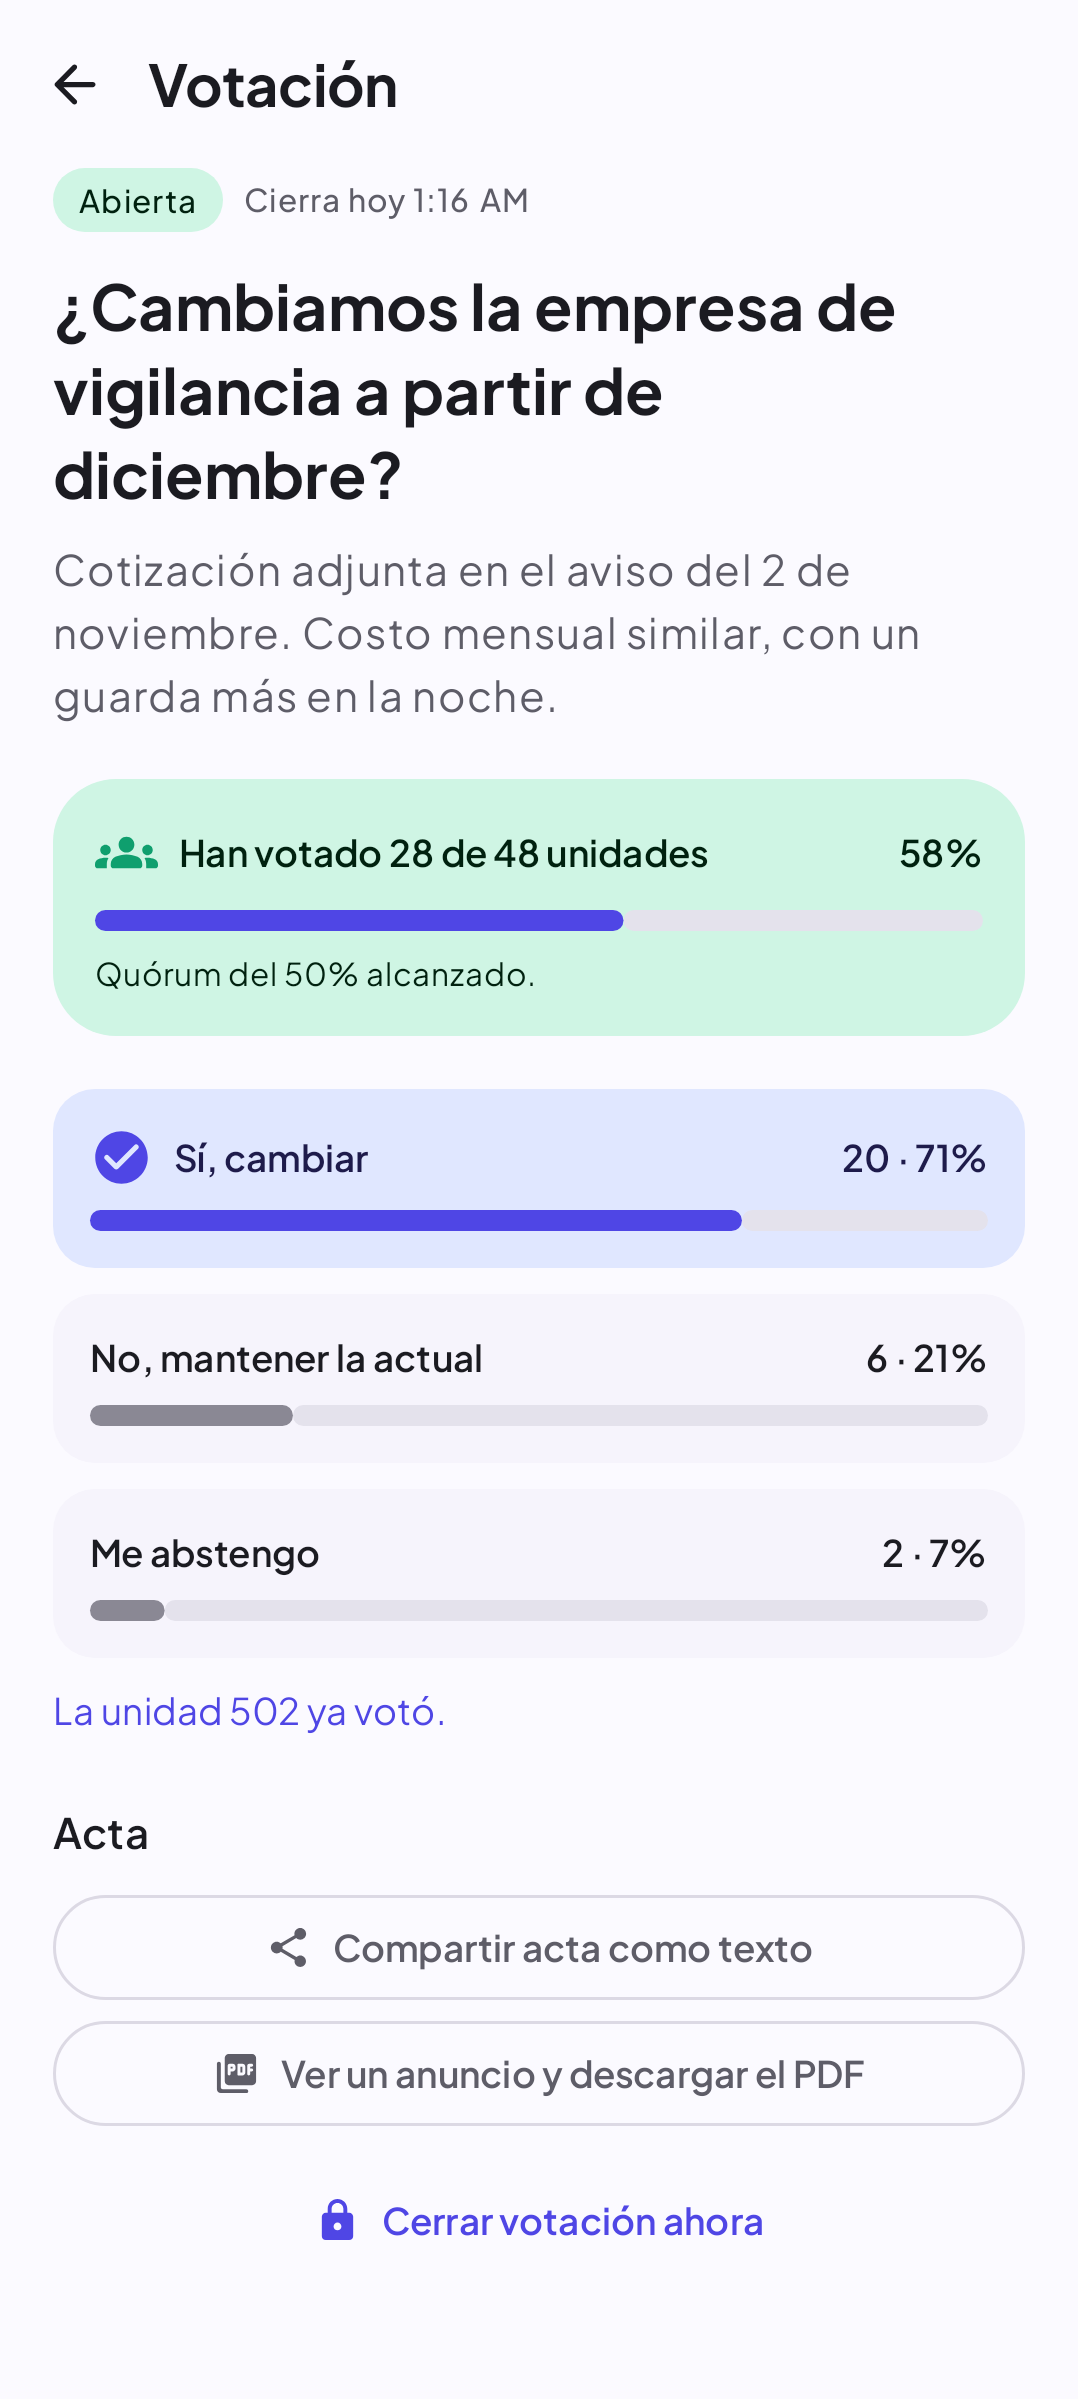 Votación
Abierta
Cierra hoy 1:16 AM
¿Cambiamos la empresa de
vigilancia a partir de
diciembre?
Cotización adjunta en el aviso del 2 de
noviembre. Costo mensual similar, con un
guarda más en la noche.
Han votado 28 de 48 unidades 58%
Quórum del 50% alcanzado.
Sí, cambiar 20 · 71%
No, mantener la actual 6 · 21%
Me abstengo 2 · 7%
La unidad 502 ya votó.
Acta
Compartir acta como texto
PDF Ver un anuncio y descargar el PDF
Cerrar votación ahora